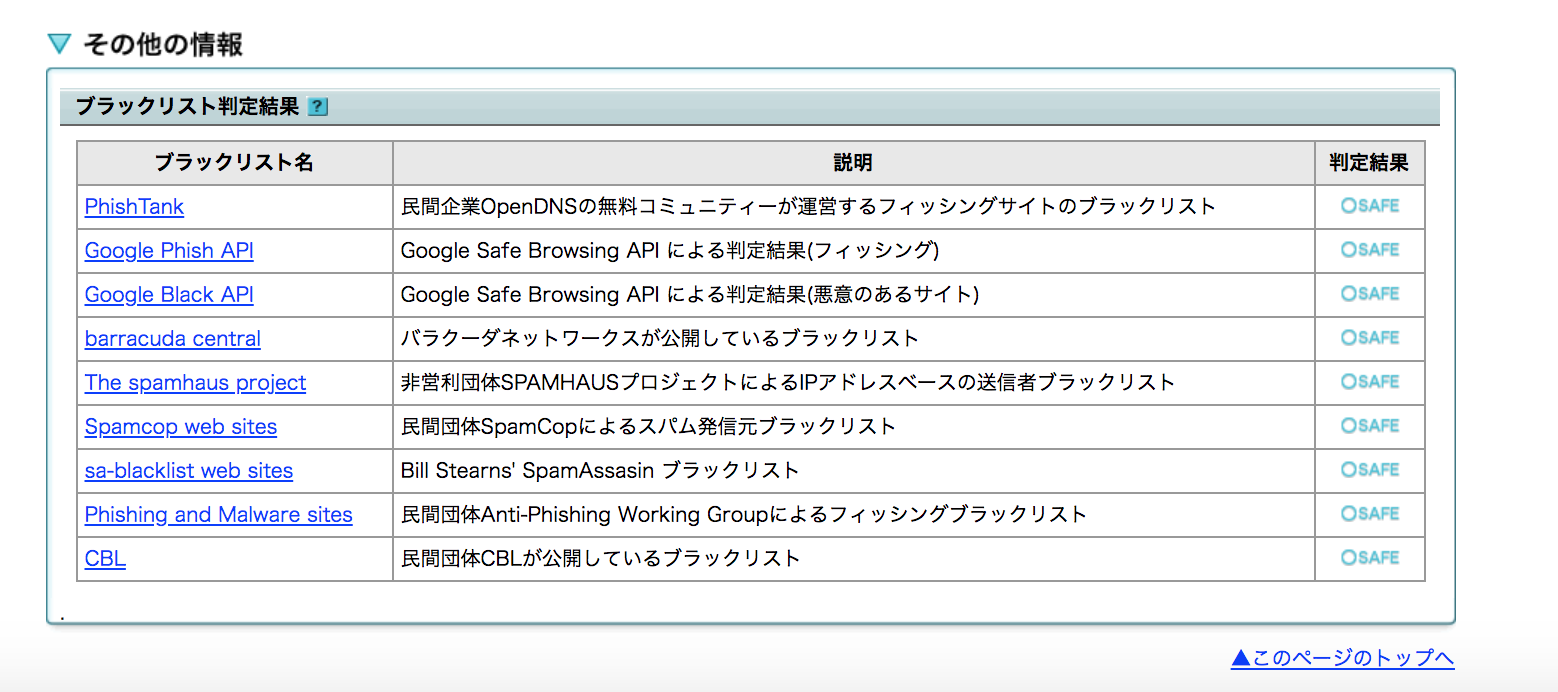 ▼ その他の情報
ブラックリスト判定結果 ?
ブラックリスト名 説明 判定結果
PhishTank 民間企業OpenDNSの無料コミュニティーが運営するフィッシングサイトのブラックリスト ○SAFE
Google Phish API Google Safe Browsing API による判定結果(フィッシング) ○SAFE
Google Black API Google Safe Browsing API による判定結果(悪意のあるサイト) ○SAFE
barracuda central バラクーダネットワークスが公開しているブラックリスト ○SAFE
The spamhaus project 非営利団体SPAMHAUSプロジェクトによるIPアドレスベースの送信者ブラックリスト ○SAFE
Spamcop web sites 民間団体SpamCopによるスパム発信元ブラックリスト ○SAFE
sa-blacklist web sites Bill Stearns' SpamAssasin ブラックリスト ○SAFE
Phishing and Malware sites 民間団体Anti-Phishing Working Groupによるフィッシングブラックリスト ○SAFE
CBL 民間団体CBLが公開しているブラックリスト ○SAFE
.
▲このページのトップへ